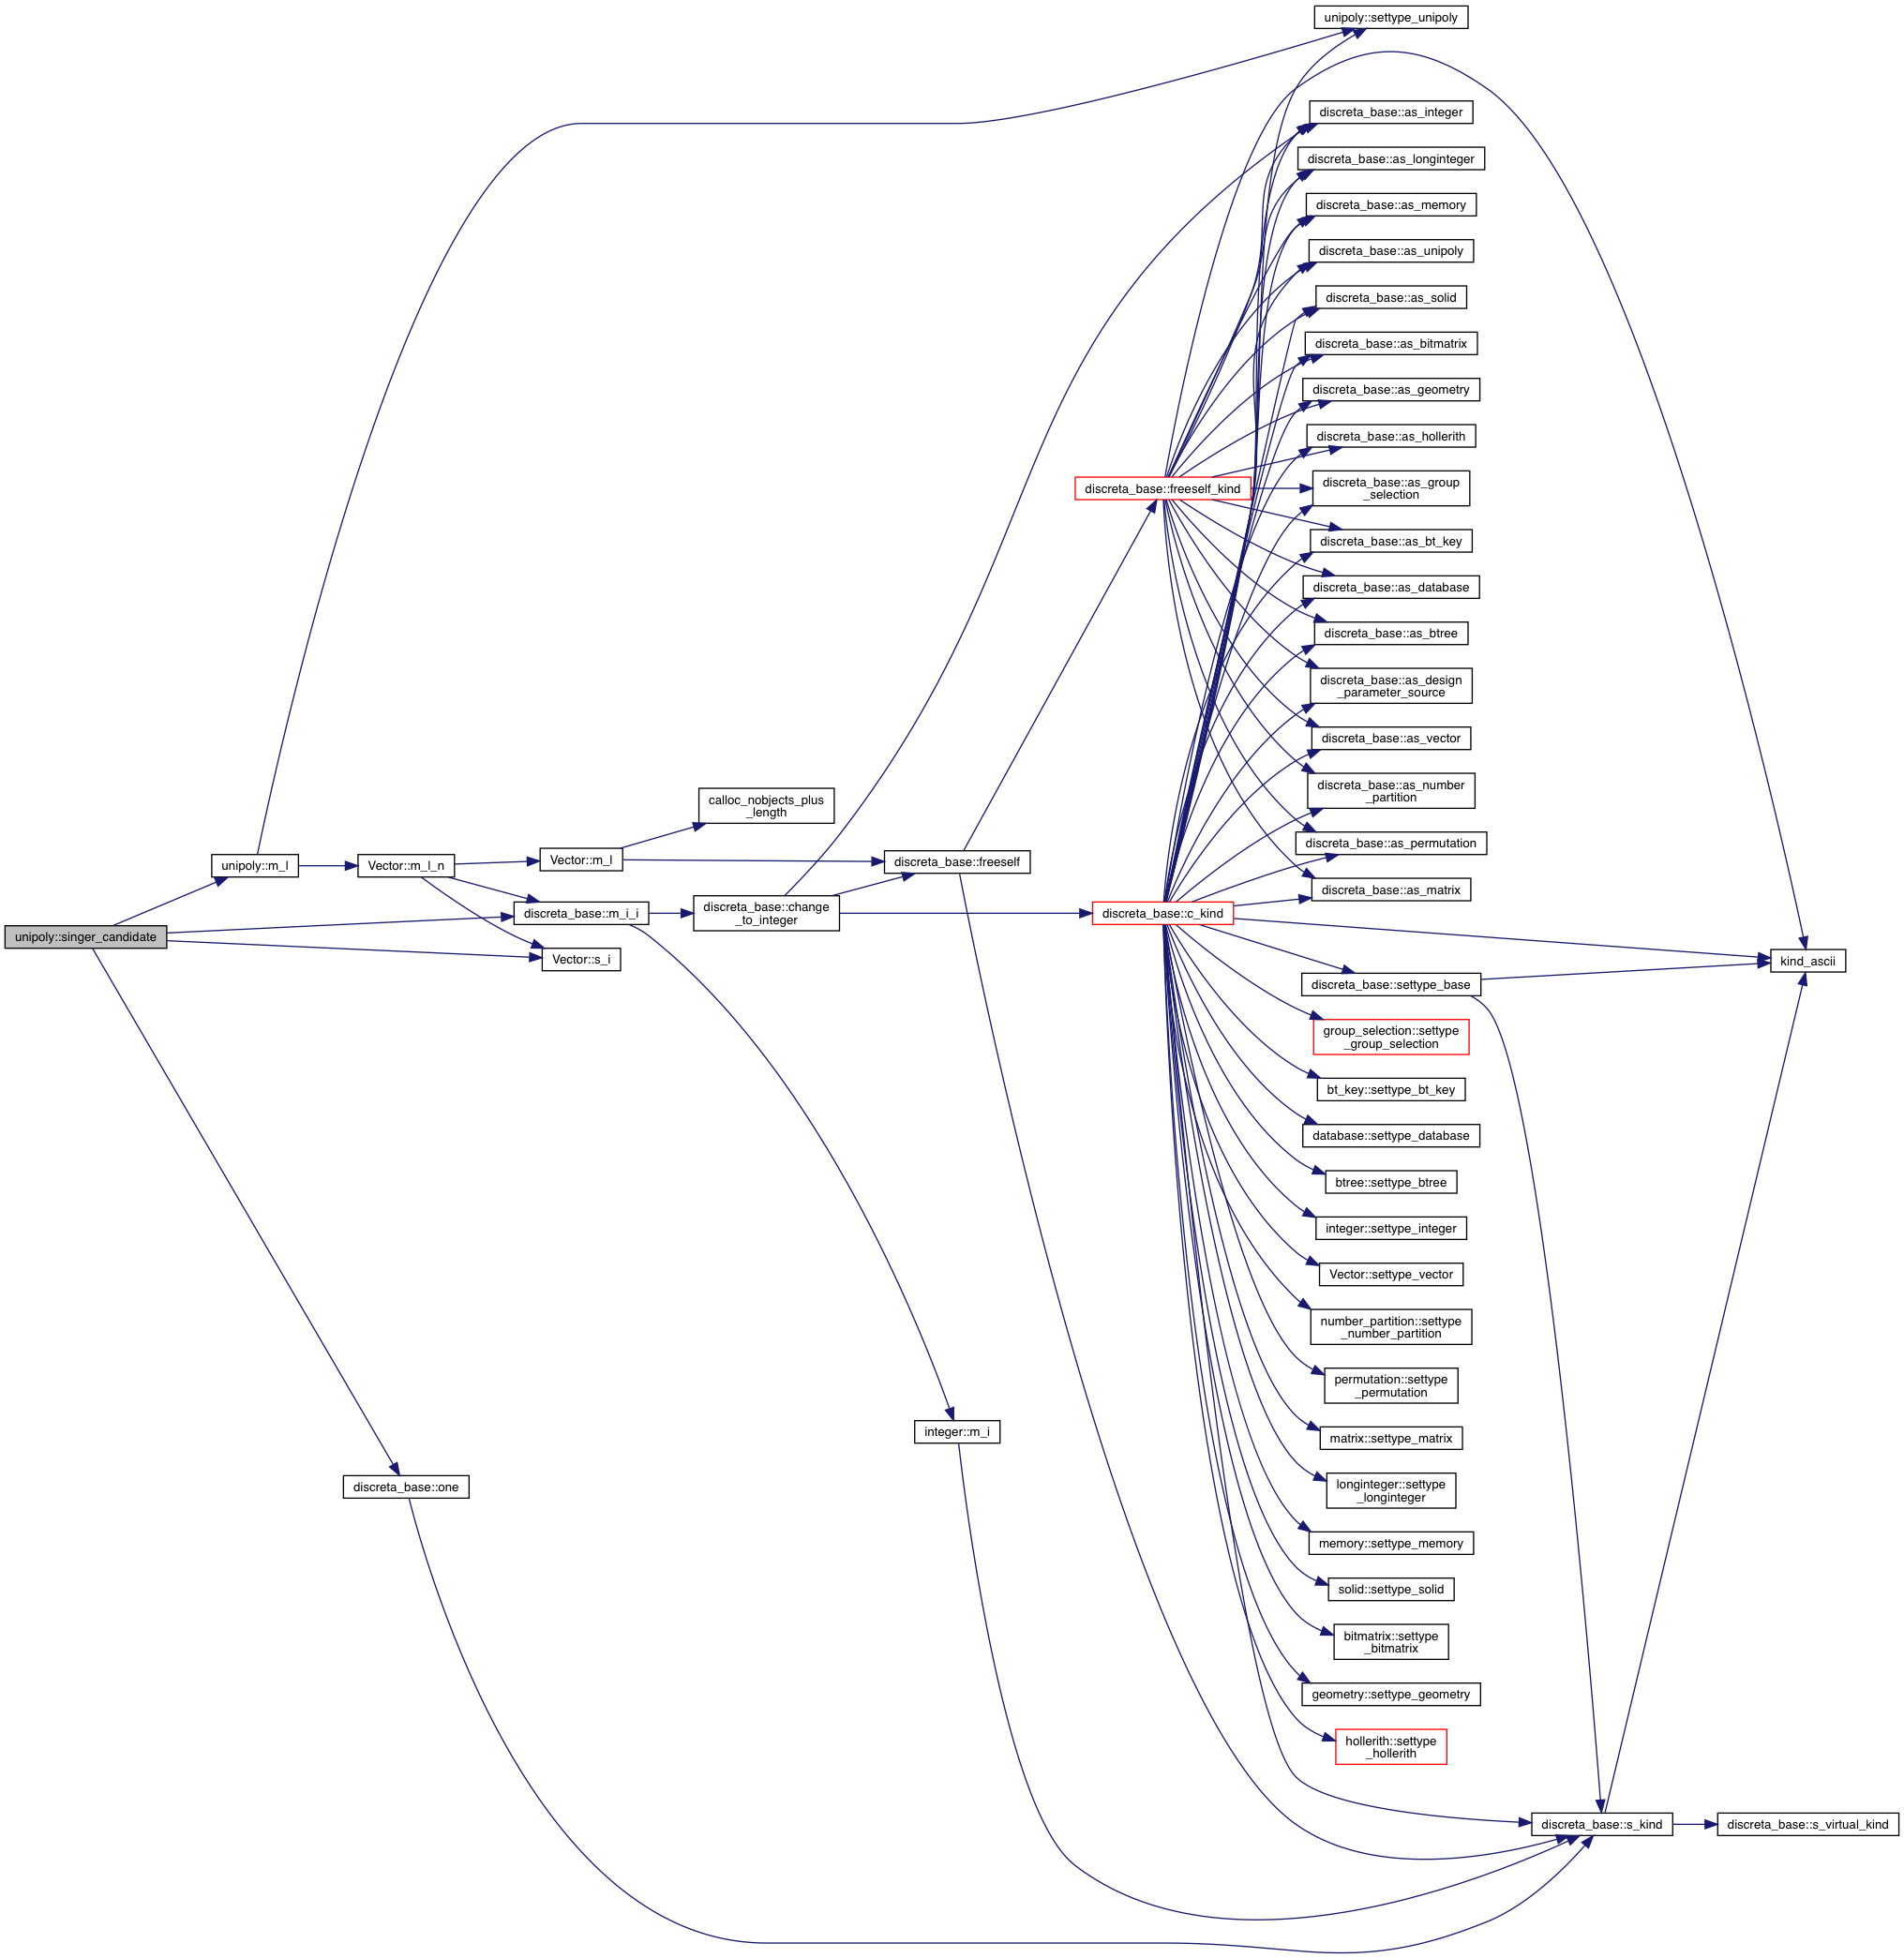 unipoly::singer_candidate
unipoly::m_l
Vector::m_l_n
Vector::m_l
calloc_nobjects_plus
_length
discreta_base::m_i_i
Vector::s_i
discreta_base::one
discreta_base::change
_to_integer
discreta_base::freeself
integer::m_i
discreta_base::freeself_kind
discreta_base::c_kind
unipoly::settype_unipoly
discreta_base::as_integer
discreta_base::as_longinteger
discreta_base::as_memory
discreta_base::as_unipoly
discreta_base::as_solid
discreta_base::as_bitmatrix
discreta_base::as_geometry
discreta_base::as_hollerith
discreta_base::as_group
_selection
discreta_base::as_bt_key
discreta_base::as_database
discreta_base::as_btree
discreta_base::as_design
_parameter_source
discreta_base::as_vector
discreta_base::as_number
_partition
discreta_base::as_permutation
discreta_base::as_matrix
discreta_base::settype_base
group_selection::settype
_group_selection
bt_key::settype_bt_key
database::settype_database
btree::settype_btree
integer::settype_integer
Vector::settype_vector
number_partition::settype
_number_partition
permutation::settype
_permutation
matrix::settype_matrix
longinteger::settype
_longinteger
memory::settype_memory
solid::settype_solid
bitmatrix::settype
_bitmatrix
geometry::settype_geometry
hollerith::settype
_hollerith
kind_ascii
discreta_base::s_kind
discreta_base::s_virtual_kind